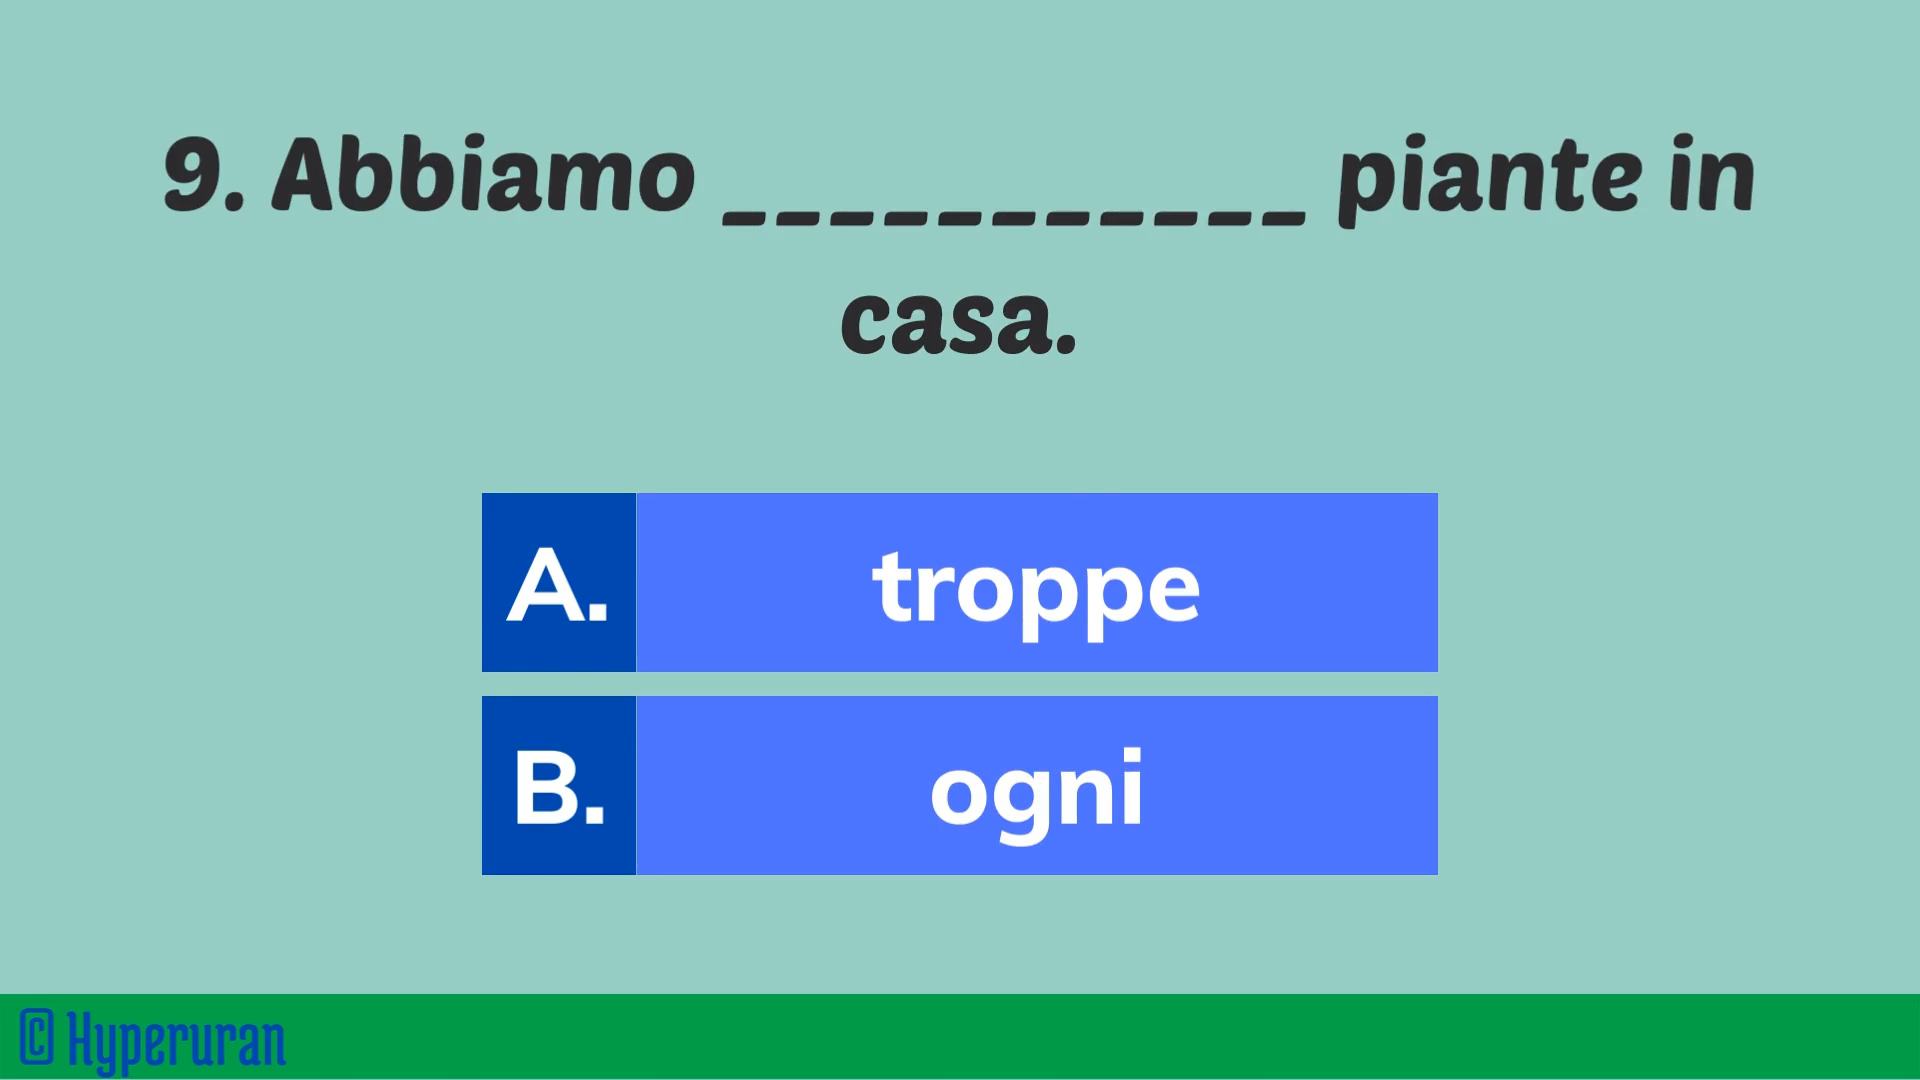 9. Abbiamo ___________ piante in
casa.
A. troppe
B. ogni
© Hyperuran